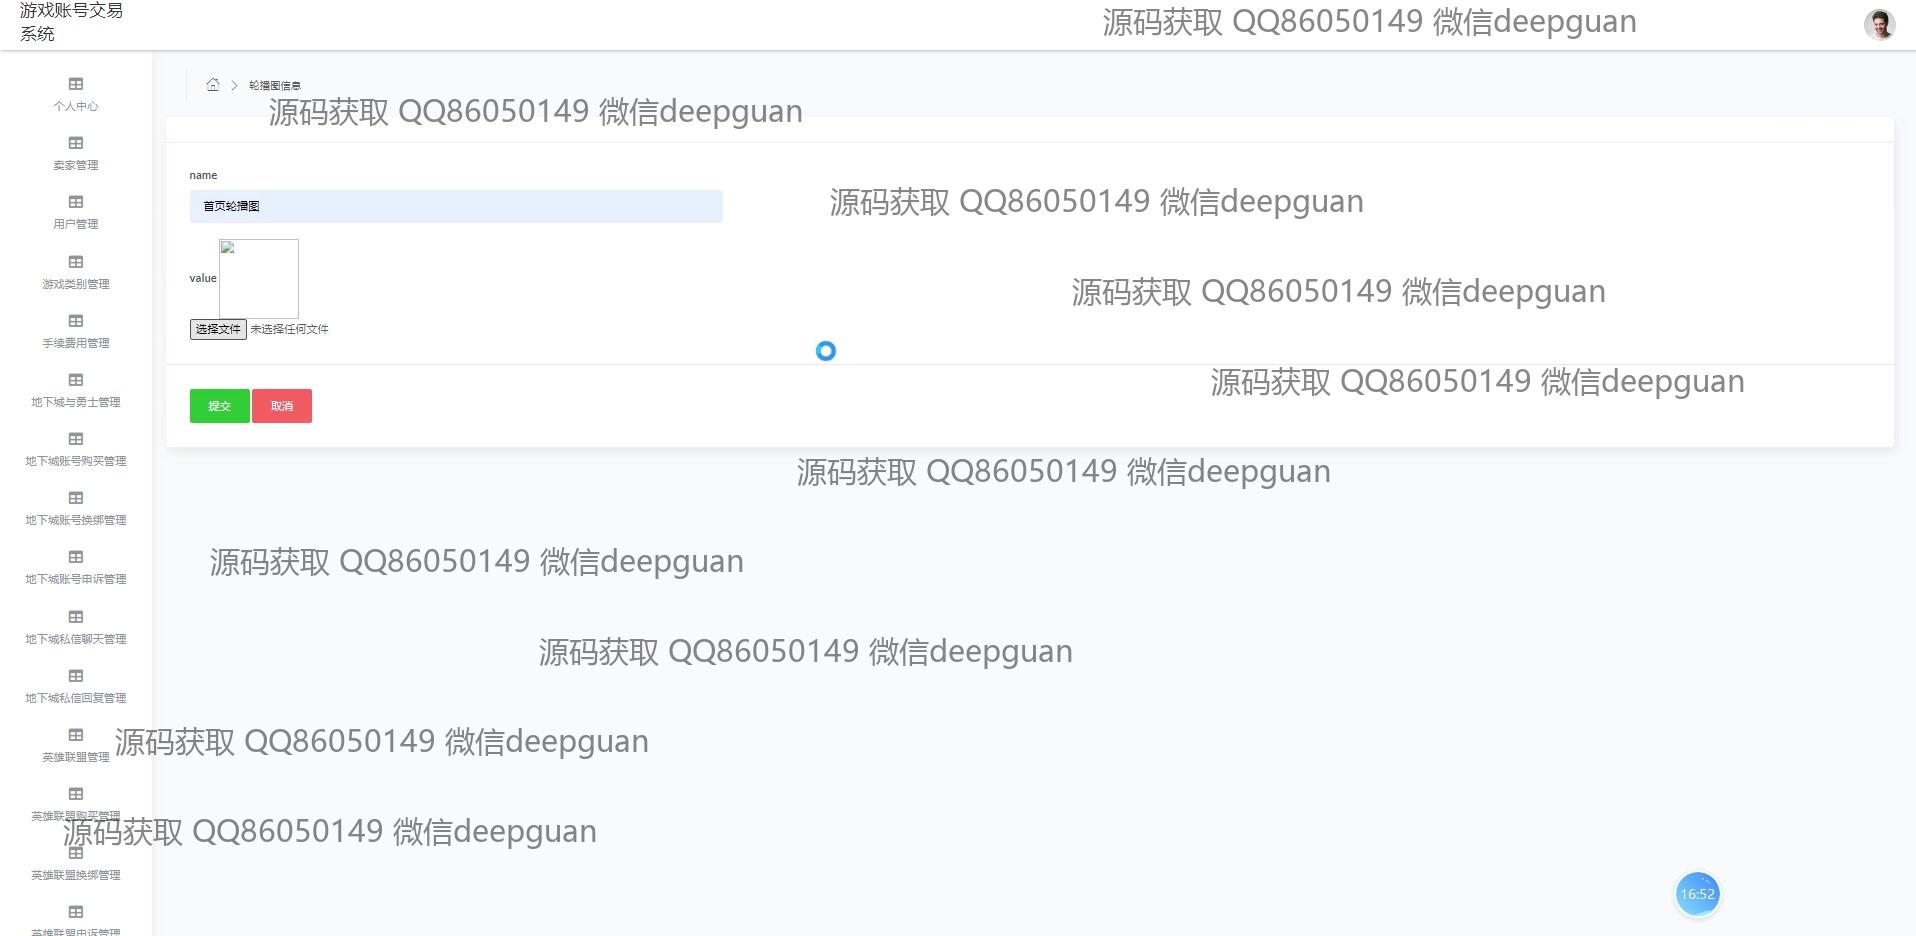 游戏账号交易
系统
源码获取 QQ86050149 微信deepguan
个人中心
轮播图信息
源码获取 QQ86050149 微信deepguan
卖家管理
name
首页轮播图
源码获取 QQ86050149 微信deepguan
用户管理
value
游戏类别管理
源码获取 QQ86050149 微信deepguan
选择文件 未选择任何文件
手续费用管理
源码获取 QQ86050149 微信deepguan
地下城与勇士管理
提交 取消
地下城账号购买管理
源码获取 QQ86050149 微信deepguan
地下城账号换绑管理
源码获取 QQ86050149 微信deepguan
地下城账号申诉管理
地下城私信聊天管理
源码获取 QQ86050149 微信deepguan
地下城私信回复管理
源码获取 QQ86050149 微信deepguan
英雄联盟管理
英雄联盟购买管理
源码获取 QQ86050149 微信deepguan
英雄联盟换绑管理
16:52
英雄联盟申诉管理